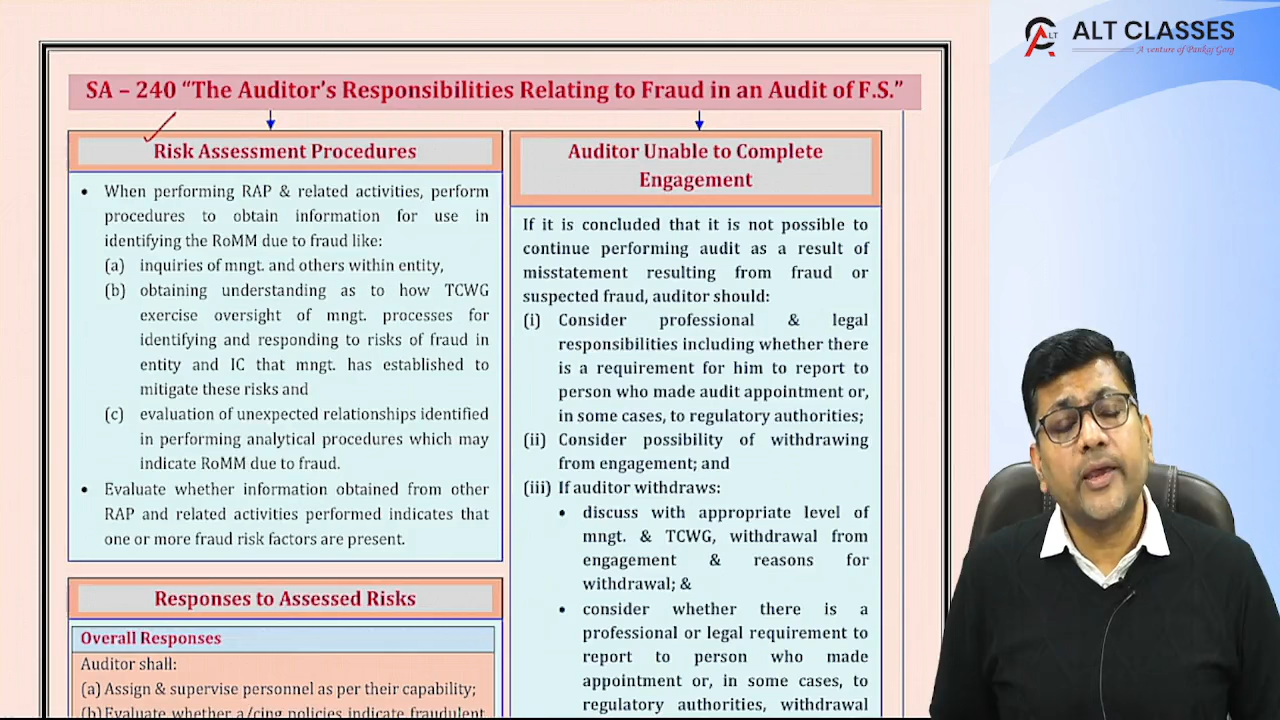 ALT
ALT CLASSES
A venture of Pankaj Garg
SA – 240 “The Auditor’s Responsibilities Relating to Fraud in an Audit of F.S.”
Risk Assessment Procedures
• When performing RAP & related activities, perform
procedures to obtain information for use in
identifying the RoMM due to fraud like:
(a) inquiries of mngt. and others within entity,
(b) obtaining understanding as to how TCWG
exercise oversight of mngt. processes for
identifying and responding to risks of fraud in
entity and IC that mngt. has established to
mitigate these risks and
(c) evaluation of unexpected relationships identified
in performing analytical procedures which may
indicate RoMM due to fraud.
• Evaluate whether information obtained from other
RAP and related activities performed indicates that
one or more fraud risk factors are present.
Responses to Assessed Risks
Overall Responses
Auditor shall:
(a) Assign & supervise personnel as per their capability;
(b) Evaluate whether a/cing policies indicate fraudulent
Auditor Unable to Complete
Engagement
If it is concluded that it is not possible to
continue performing audit as a result of
misstatement resulting from fraud or
suspected fraud, auditor should:
(i) Consider professional & legal
responsibilities including whether there
is a requirement for him to report to
person who made audit appointment or,
in some cases, to regulatory authorities;
(ii) Consider possibility of withdrawing
from engagement; and
(iii) If auditor withdraws:
• discuss with appropriate level of
mngt. & TCWG, withdrawal from
engagement & reasons for
withdrawal; &
• consider whether there is a
professional or legal requirement to
report to person who made
appointment or, in some cases, to
regulatory authorities, withdrawal